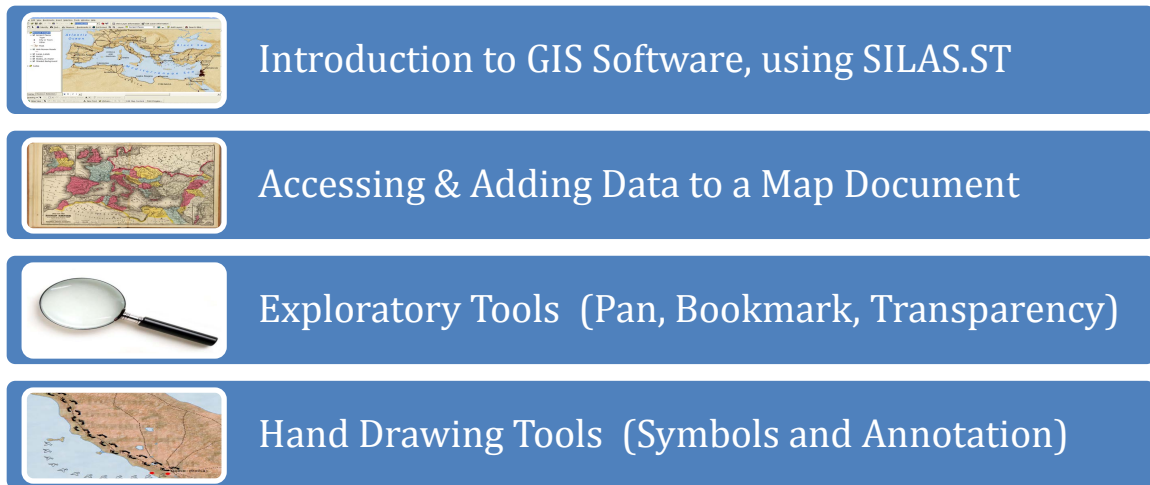 Introduction to GIS Software, using SILAS.ST
Accessing & Adding Data to a Map Document
Exploratory Tools  (Pan, Bookmark, Transparency)
Hand Drawing Tools  (Symbols and Annotation)